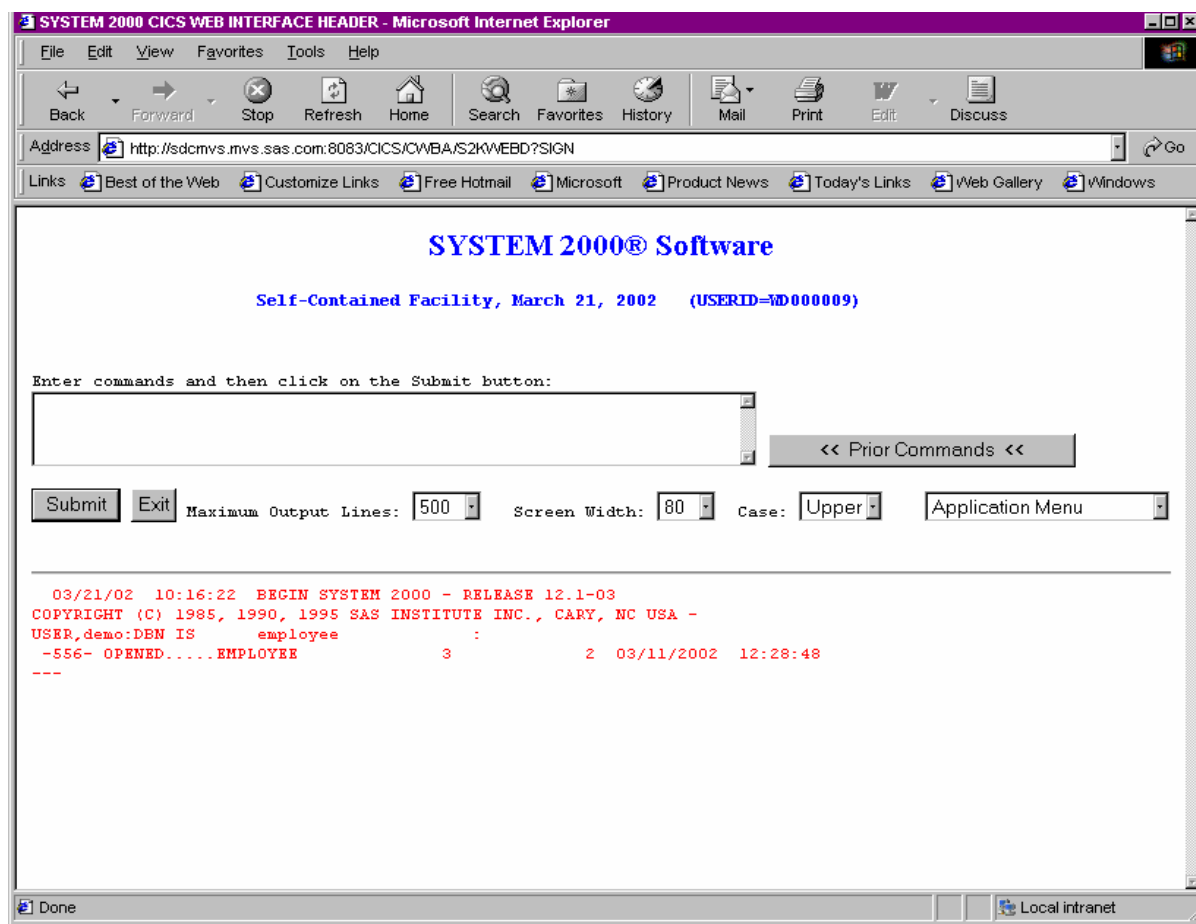 SYSTEM 2000 CICS WEB INTERFACE HEADER - Microsoft Internet Explorer
File Edit View Favorites Tools Help
Back Forward Stop Refresh Home Search Favorites History Mail Print Edit Discuss
Address http://sdcmvs.mvs.sas.com:8083/CICS/CWBA/S2KWEBD?SIGN Go
Links Best of the Web Customize Links Free Hotmail Microsoft Product News Today's Links Web Gallery Windows
SYSTEM 2000® Software
Self-Contained Facility, March 21, 2002 (USERID=WD000009)
Enter commands and then click on the Submit button:
<< Prior Commands <<
Submit Exit Maximum Output Lines: 500 Screen Width: 80 Case: Upper Application Menu
03/21/02 10:16:22 BEGIN SYSTEM 2000 - RELEASE 12.1-03
COPYRIGHT (C) 1985, 1990, 1995 SAS INSTITUTE INC., CARY, NC USA -
USER,demo:DBN IS employee :
-556- OPENED.....EMPLOYEE 3 2 03/11/2002 12:28:48
---
Done Local intranet